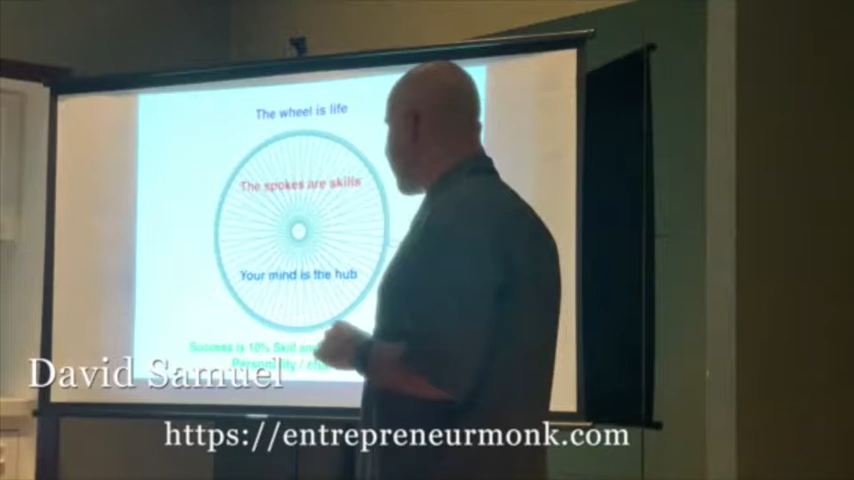 The wheel is life
The spokes are skills
Your mind is the hub
Success is 10% Skill and
Personality /
David Samuel
https://entrepreneurmonk.com